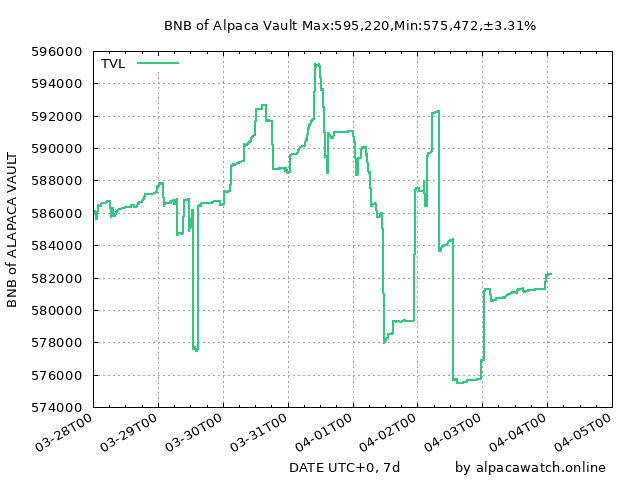 BNB of Alpaca Vault Max:595,220,Min:575,472,±3.31%
TVL
596000
594000
592000
590000
588000
586000
584000
582000
580000
578000
576000
574000
BNB of ALAPACA VAULT
03-28T00
03-29T00
03-30T00
03-31T00
04-01T00
04-02T00
04-03T00
04-04T00
04-05T00
DATE UTC+0, 7d
by alpacawatch.online